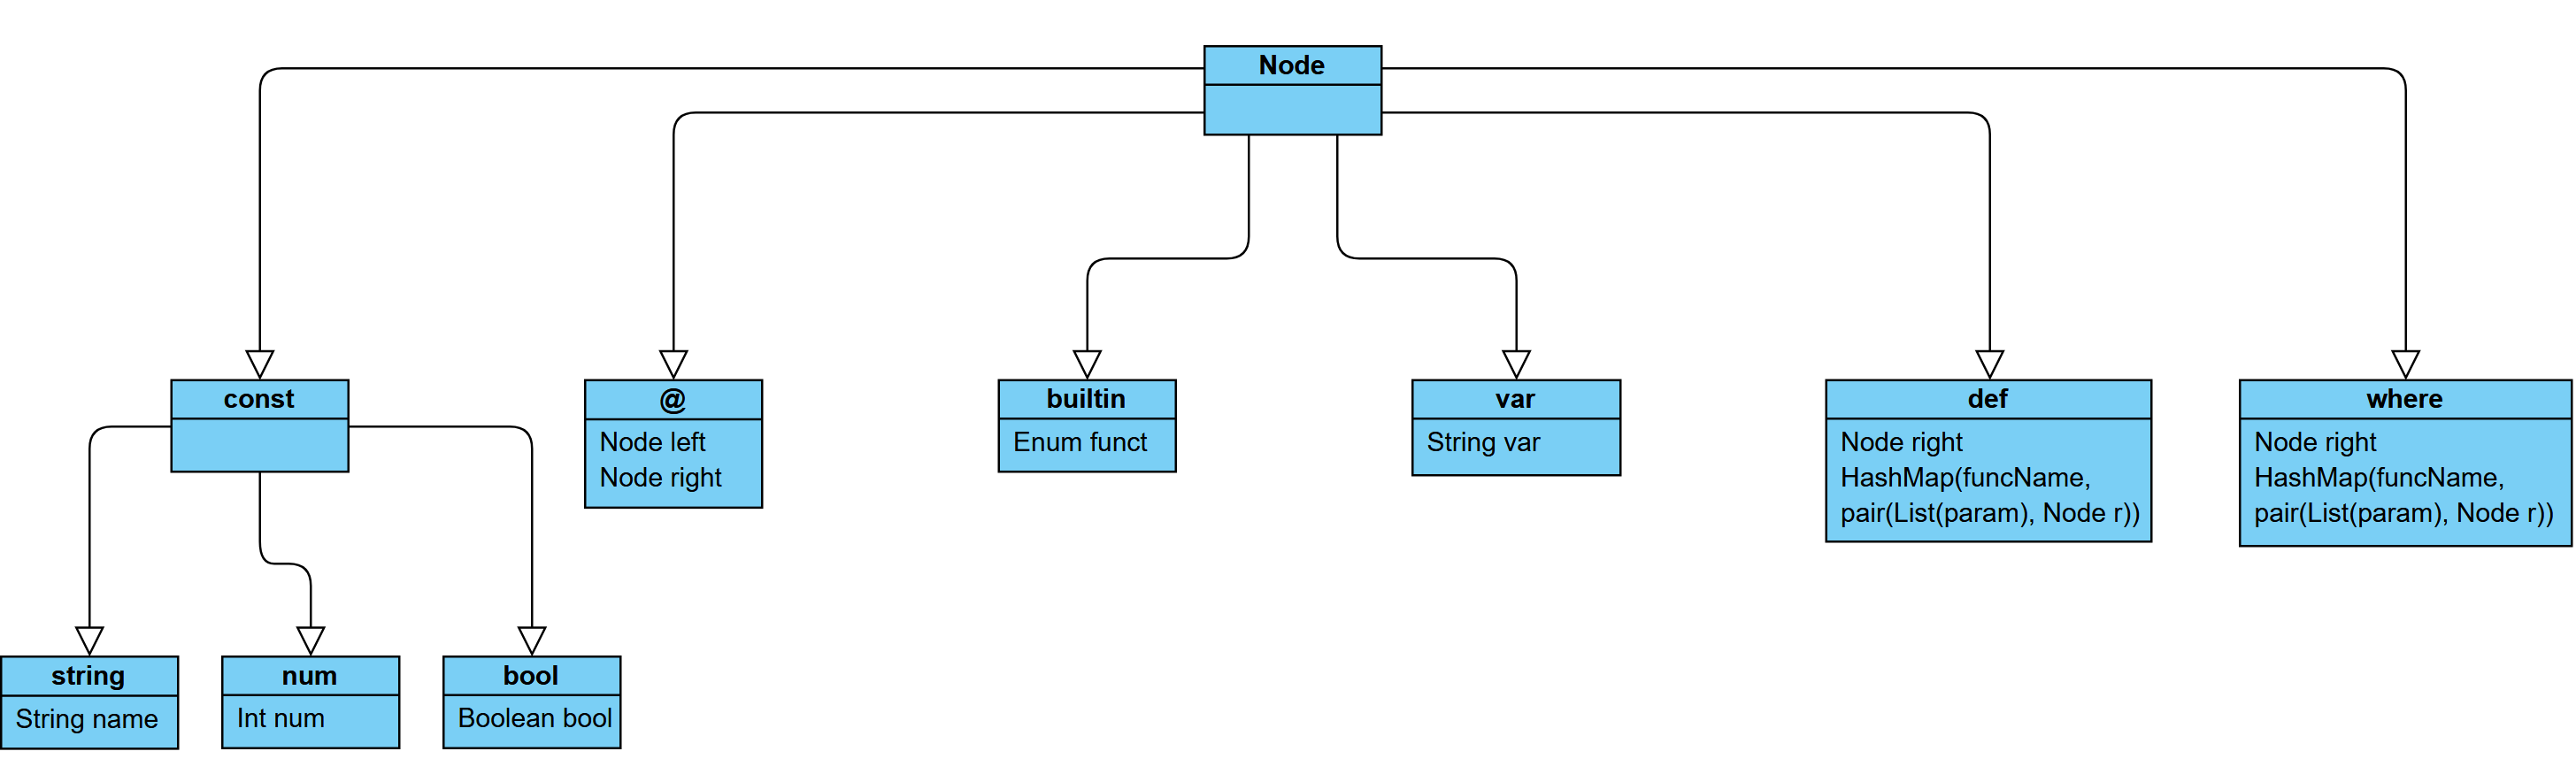 Node
const
@
Node left
Node right
builtin
Enum funct
var
String var
def
Node right
HashMap(funcName,
pair(List(param), Node r))
where
Node right
HashMap(funcName,
pair(List(param), Node r))
string
String name
num
Int num
bool
Boolean bool